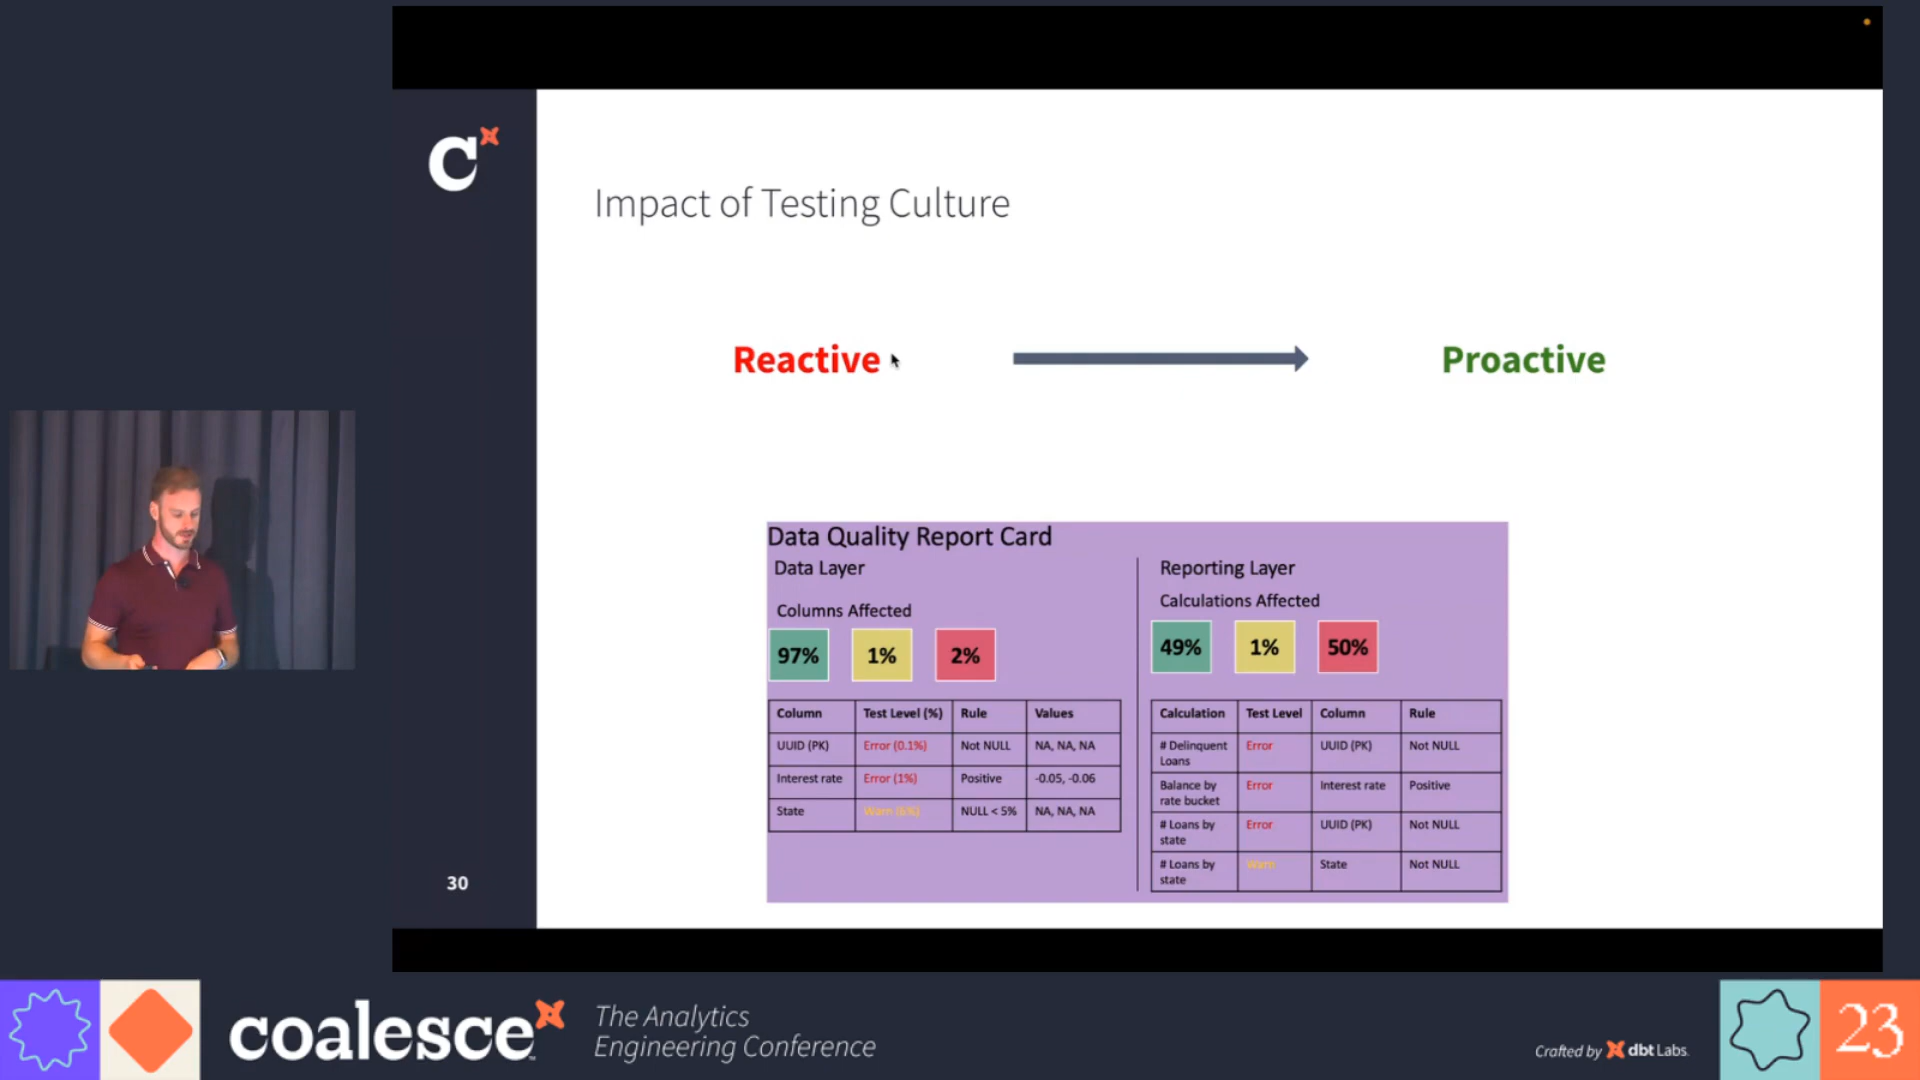 C
Impact of Testing Culture
Reactive
Proactive
Data Quality Report Card
Data Layer
Columns Affected
97% 1% 2%
Column Test Level (%) Rule Values
UUID (PK) Error (0.1%) Not NULL NA, NA, NA
Interest rate Error (1%) Positive -0.05, -0.06
State Warn (6%) NULL < 5% NA, NA, NA
Reporting Layer
Calculations Affected
49% 1% 50%
Calculation Test Level Column Rule
# Delinquent Error UUID (PK) Not NULL
Loans
Balance by Error Interest rate Positive
rate bucket
# Loans by Error UUID (PK) Not NULL
state
# Loans by Warn State Not NULL
state
30
coalesce
The Analytics
Engineering Conference
Crafted by dbt Labs
23